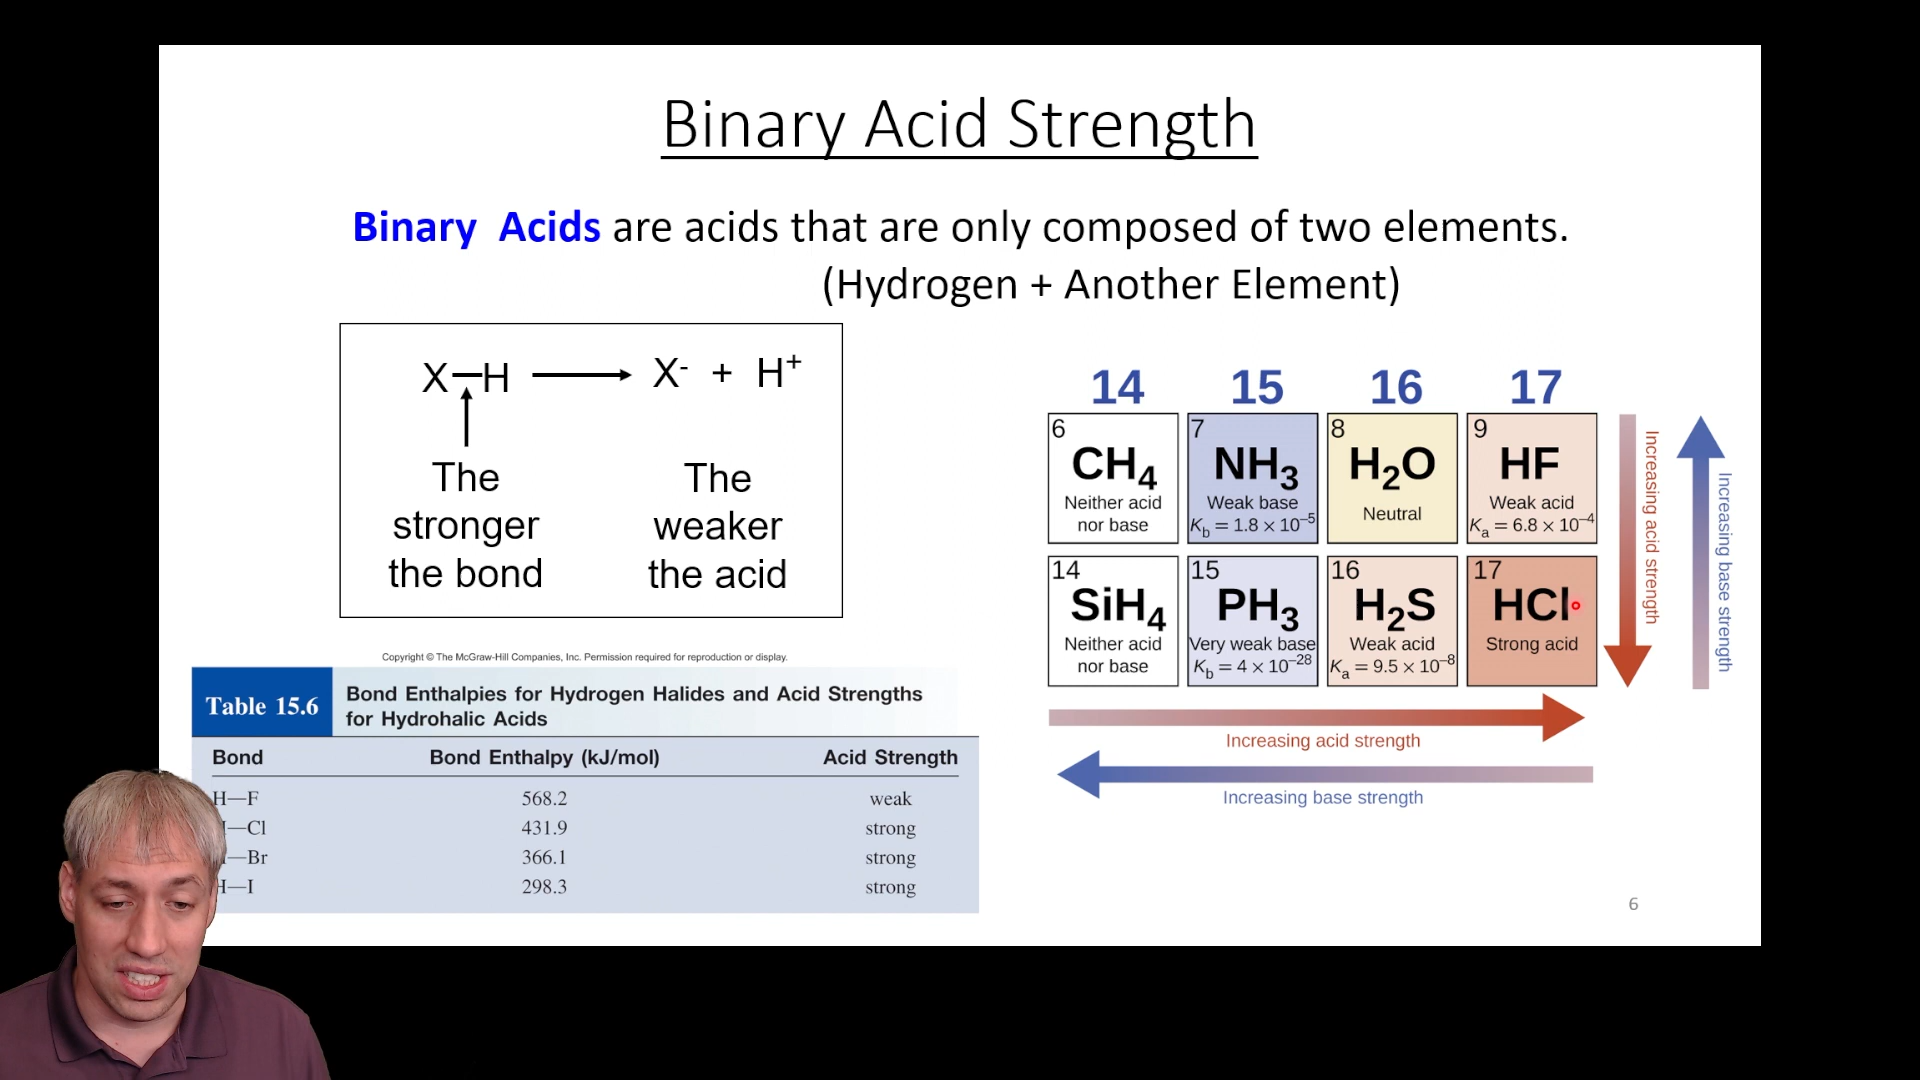 Binary Acid Strength
Binary Acids are acids that are only composed of two elements.
(Hydrogen + Another Element)
X—H ⟶ X⁻ + H⁺
The
stronger
the bond
The
weaker
the acid
Copyright © The McGraw-Hill Companies, Inc. Permission required for reproduction or display.
Table 15.6
Bond Enthalpies for Hydrogen Halides and Acid Strengths
for Hydrohalic Acids
Bond Bond Enthalpy (kJ/mol) Acid Strength
H—F 568.2 weak
—Cl 431.9 strong
—Br 366.1 strong
H—I 298.3 strong
14 15 16 17
6
CH₄
Neither acid
nor base
7
NH₃
Weak base
K_b = 1.8 × 10⁻⁵
8
H₂O
Neutral
9
HF
Weak acid
K_a = 6.8 × 10⁻⁴
14
SiH₄
Neither acid
nor base
15
PH₃
Very weak base
K_b = 4 × 10⁻²⁸
16
H₂S
Weak acid
K_a = 9.5 × 10⁻⁸
17
HCl
Strong acid
Increasing acid strength
Increasing base strength
Increasing acid strength
Increasing base strength
6